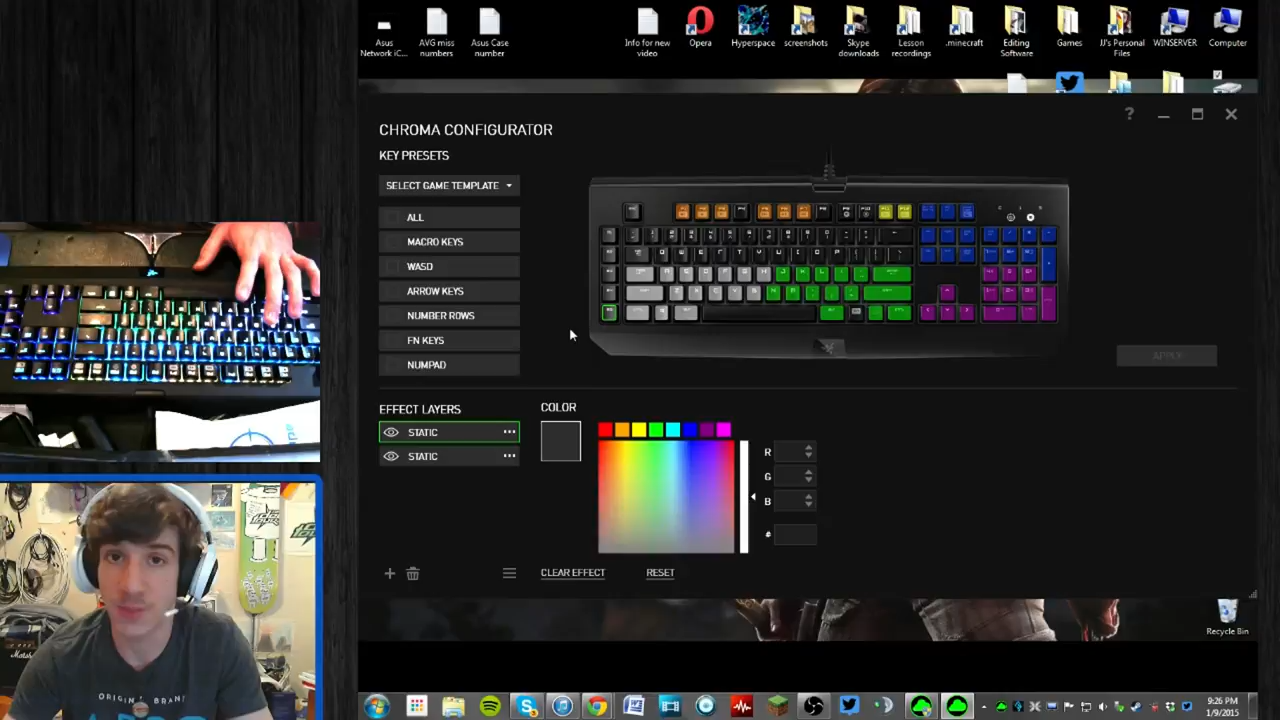 Asus
Network iC...
AVG miss
numbers
Asus Case
number
Info for new
video
Opera
Hyperspace
screenshots
Skype
downloads
Lesson
recordings
.minecraft
Editing
Software
Games
JJ's Personal
Files
WINSERVER
Computer
CHROMA CONFIGURATOR
?
KEY PRESETS
SELECT GAME TEMPLATE
ALL
MACRO KEYS
WASD
ARROW KEYS
NUMBER ROWS
FN KEYS
NUMPAD
APPLY
EFFECT LAYERS
COLOR
STATIC
STATIC
R
G
B
#
CLEAR EFFECT
RESET
Recycle Bin
ORIGINAL BRAND
9:26 PM
1/9/2015